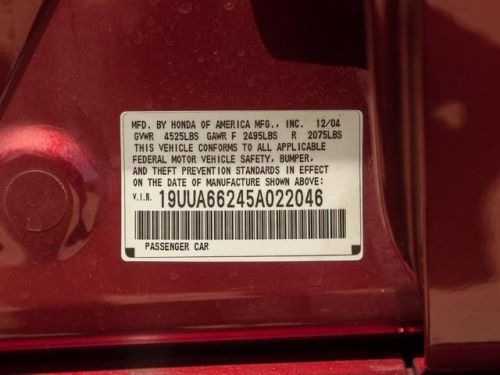 MFD. BY HONDA OF AMERICA MFG., INC. 12/04
GVWR 4525LBS GAWR F 2495LBS R 2075LBS
THIS VEHICLE CONFORMS TO ALL APPLICABLE
FEDERAL MOTOR VEHICLE SAFETY, BUMPER,
AND THEFT PREVENTION STANDARDS IN EFFECT
ON THE DATE OF MANUFACTURE SHOWN ABOVE:
V.I.N. 19UUA66245A022046
PASSENGER CAR